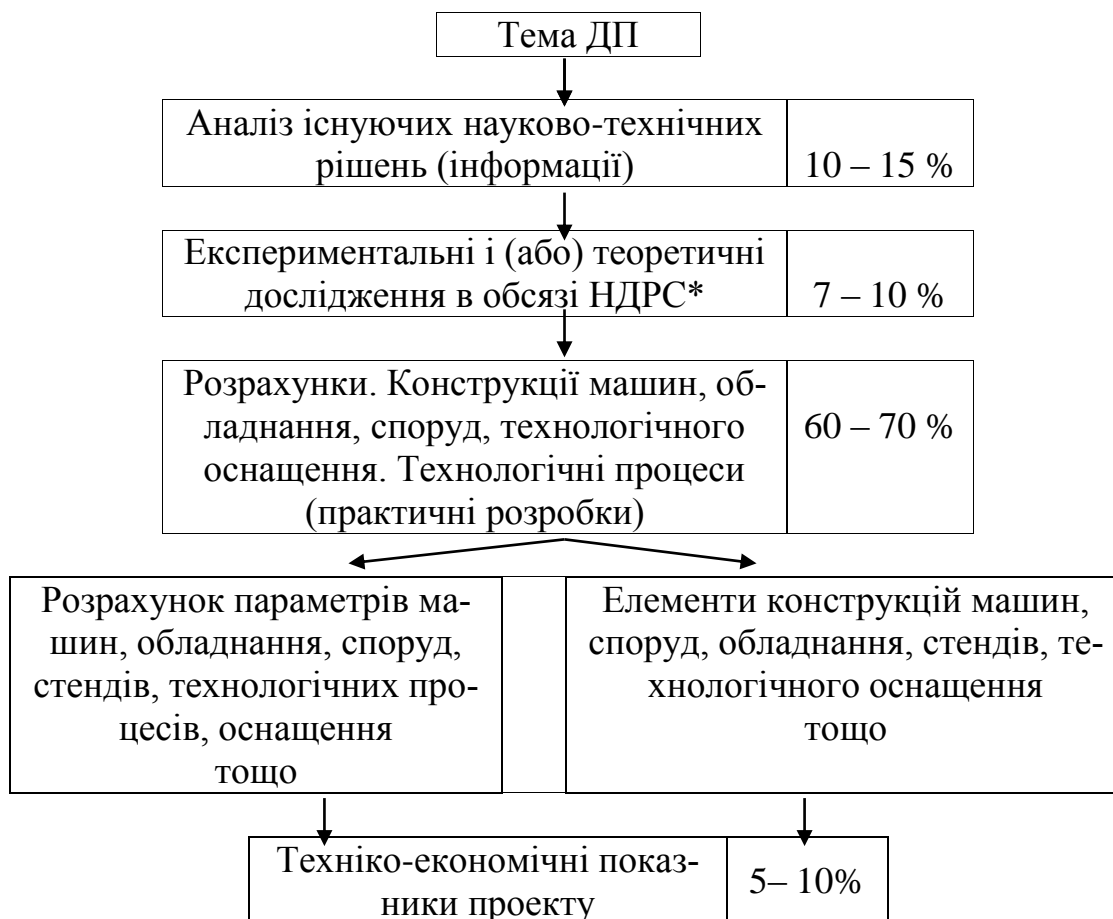 Тема ДП
Аналіз існуючих науково-технічних
рішень (інформації)
10 – 15 %
Експериментальні і (або) теоретичні
дослідження в обсязі НДРС*
7 – 10 %
Розрахунки. Конструкції машин, об-
ладнання, споруд, технологічного
оснащення. Технологічні процеси
(практичні розробки)
60 – 70 %
Розрахунок параметрів ма-
шин, обладнання, споруд,
стендів, технологічних про-
цесів, оснащення
тощо
Елементи конструкцій машин,
споруд, обладнання, стендів, те-
хнологічного оснащення
тощо
Техніко-економічні показ-
ники проекту
5– 10%